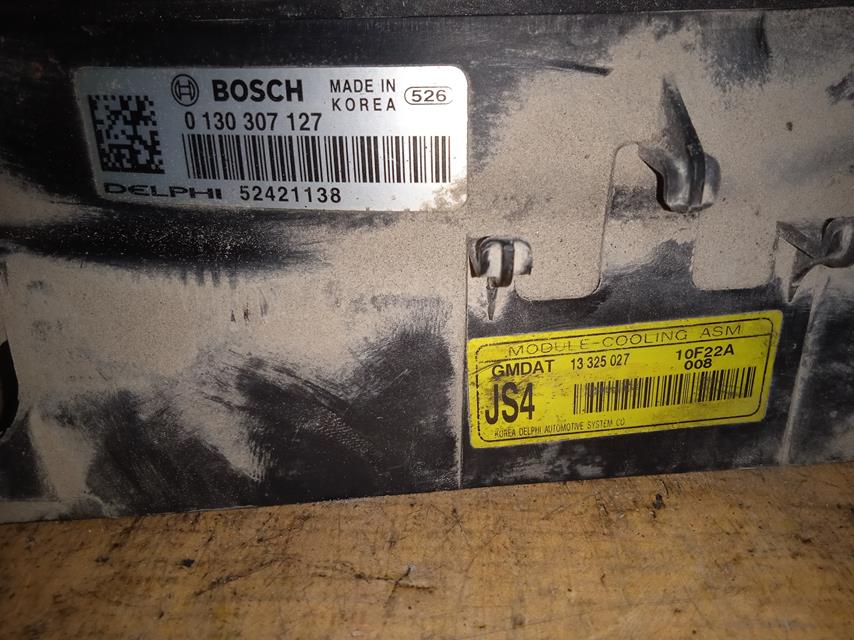 BOSCH
MADE IN
KOREA
526
0 130 307 127
DELPHI 52421138
MODULE-COOLING ASM
GMDAT 13 325 027 10F22A
008
JS4
KOREA DELPHI AUTOMOTIVE SYSTEM CO